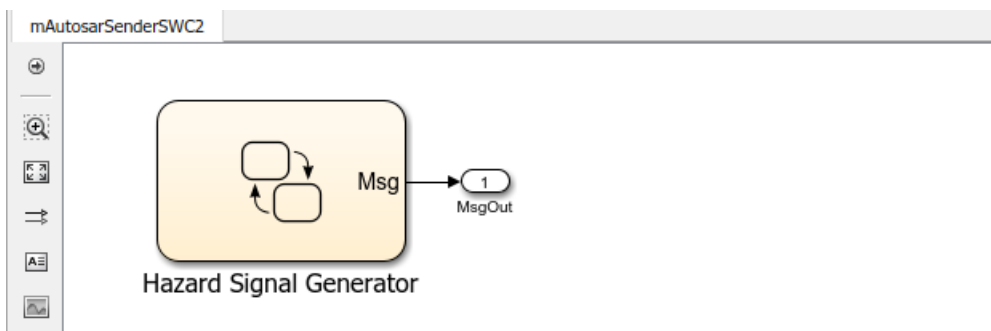 mAutosarSenderSWC2
Msg
1
MsgOut
Hazard Signal Generator
A